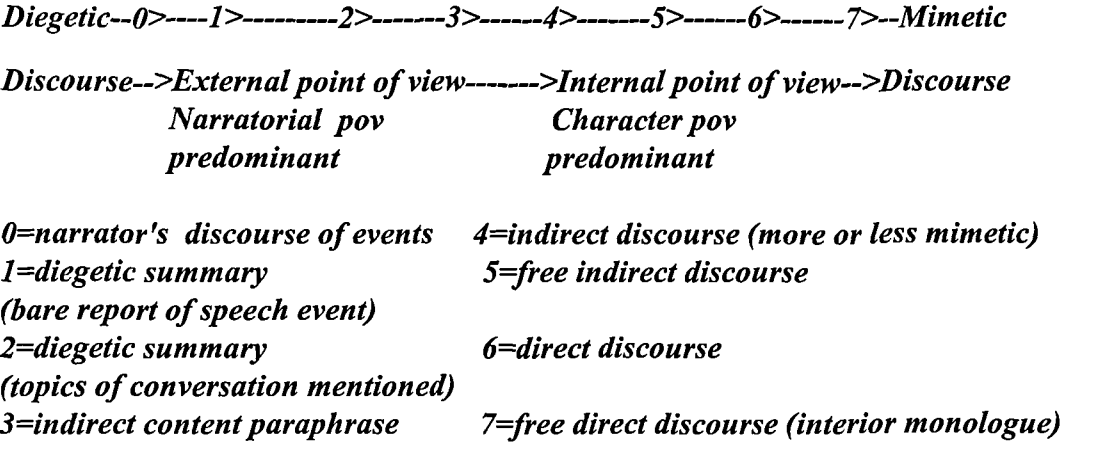 Diegetic--0>----1>---------2>-------3>------4>-------5>------6>------7>--Mimetic
Discourse-->External point of view------->Internal point of view-->Discourse
Narratorial pov Character pov
predominant predominant
0=narrator's discourse of events 4=indirect discourse (more or less mimetic)
1=diegetic summary 5=free indirect discourse
(bare report of speech event)
2=diegetic summary 6=direct discourse
(topics of conversation mentioned)
3=indirect content paraphrase 7=free direct discourse (interior monologue)